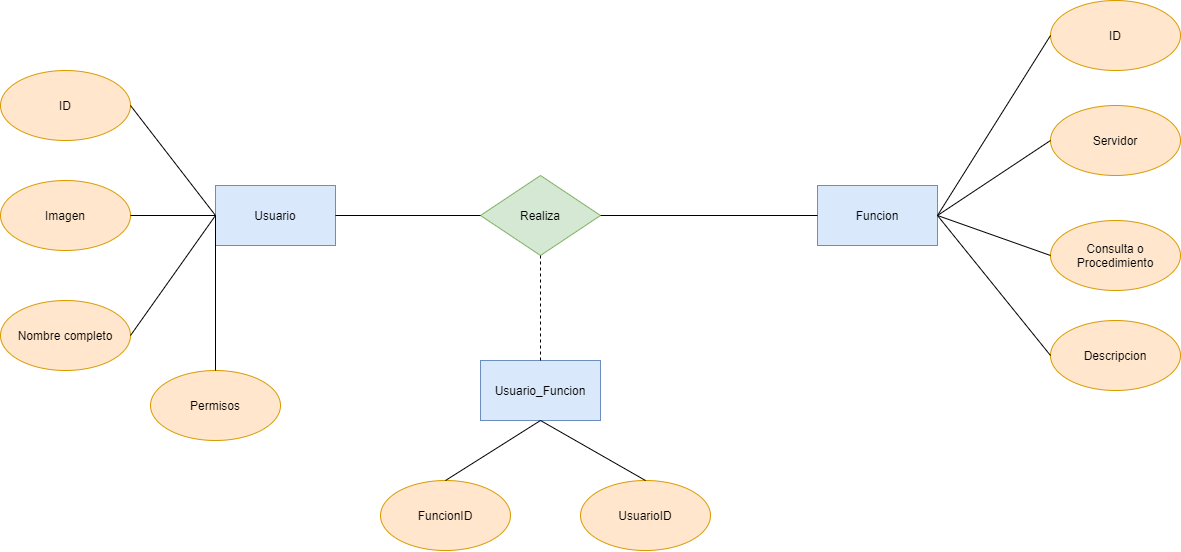 ID
Imagen
Nombre completo
Permisos
Usuario
Realiza
Usuario_Funcion
FuncionID
UsuarioID
Funcion
ID
Servidor
Consulta o
Procedimiento
Descripcion